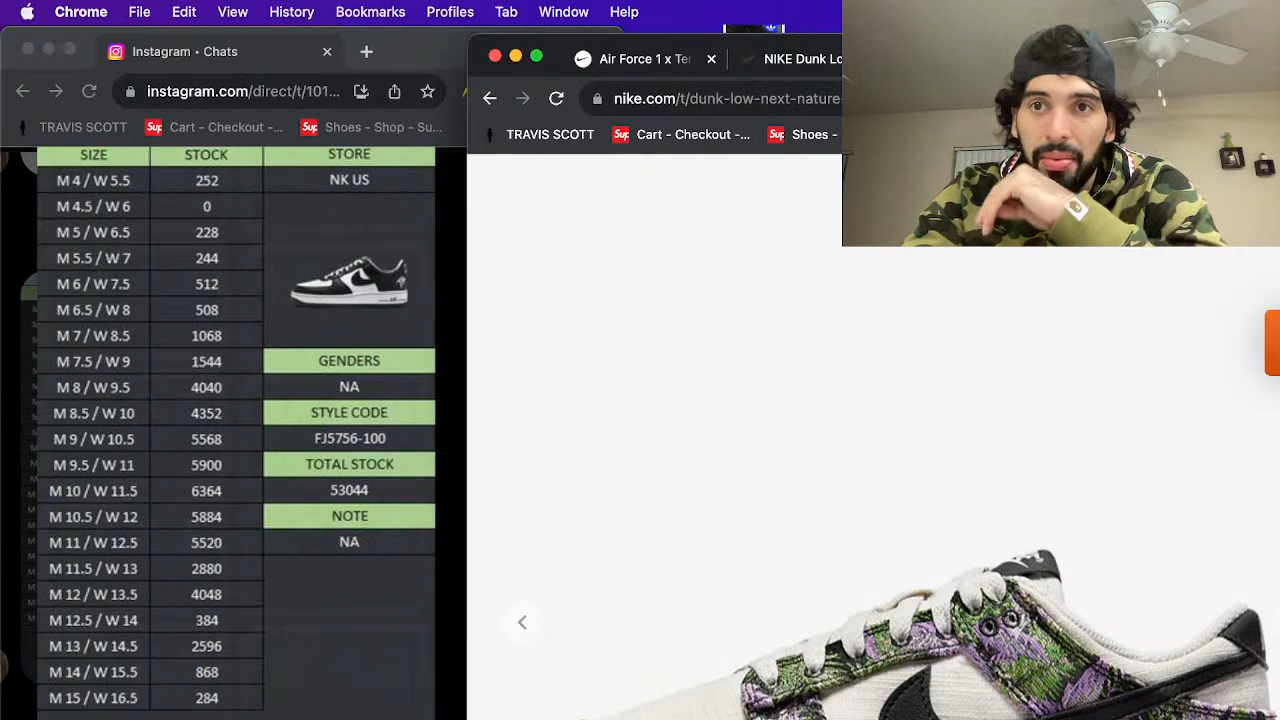 Chrome File Edit View History Bookmarks Profiles Tab Window Help
Instagram • Chats
instagram.com/direct/t/101...
TRAVIS SCOTT
Sup
Cart - Checkout -...
Sup
Shoes - Shop - Su...
SIZE STOCK STORE
M 4 / W 5.5 252 NK US
M 4.5 / W 6 0
M 5 / W 6.5 228
M 5.5 / W 7 244
M 6 / W 7.5 512
M 6.5 / W 8 508
M 7 / W 8.5 1068
M 7.5 / W 9 1544 GENDERS
M 8 / W 9.5 4040 NA
M 8.5 / W 10 4352 STYLE CODE
M 9 / W 10.5 5568 FJ5756-100
M 9.5 / W 11 5900 TOTAL STOCK
M 10 / W 11.5 6364 53044
M 10.5 / W 12 5884 NOTE
M 11 / W 12.5 5520 NA
M 11.5 / W 13 2880
M 12 / W 13.5 4048
M 12.5 / W 14 384
M 13 / W 14.5 2596
M 14 / W 15.5 868
M 15 / W 16.5 284
Air Force 1 x Ter
NIKE Dunk Lo
nike.com/t/dunk-low-next-nature-
TRAVIS SCOTT
Sup
Cart - Checkout -...
Sup
Shoes -